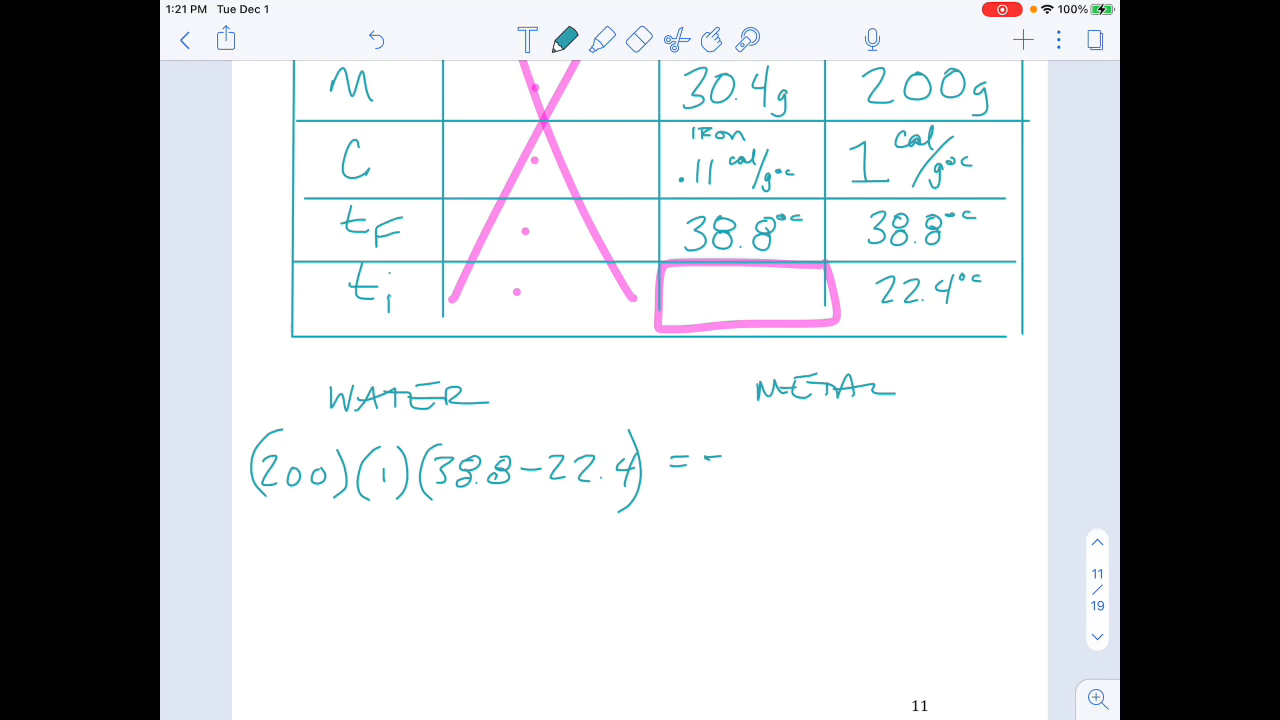 1:21 PM Tue Dec 1 100%
T
M 30.4g 200g
C IRon .11 cal/g°C 1 cal/g°C
tF 38.8°C 38.8°C
ti 22.4°C
WATER METAL
(200)(1)(38.8-22.4) = -
11
/
19
11